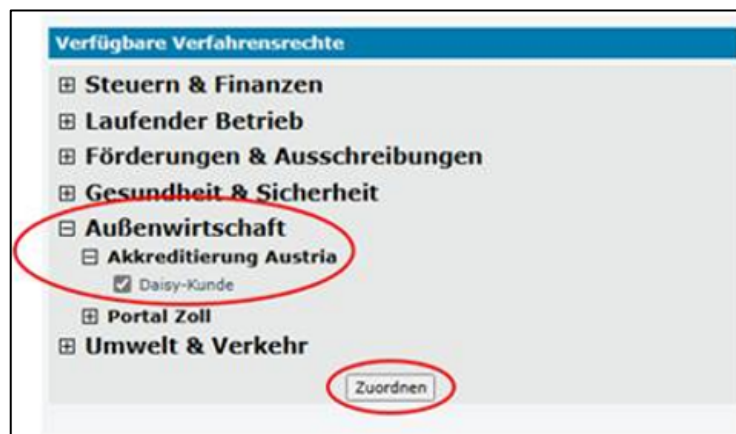 Verfügbare Verfahrensrechte
Steuern & Finanzen
Laufender Betrieb
Förderungen & Ausschreibungen
Gesundheit & Sicherheit
Außenwirtschaft
Akkreditierung Austria
Daisy-Kunde
Portal Zoll
Umwelt & Verkehr
Zuordnen